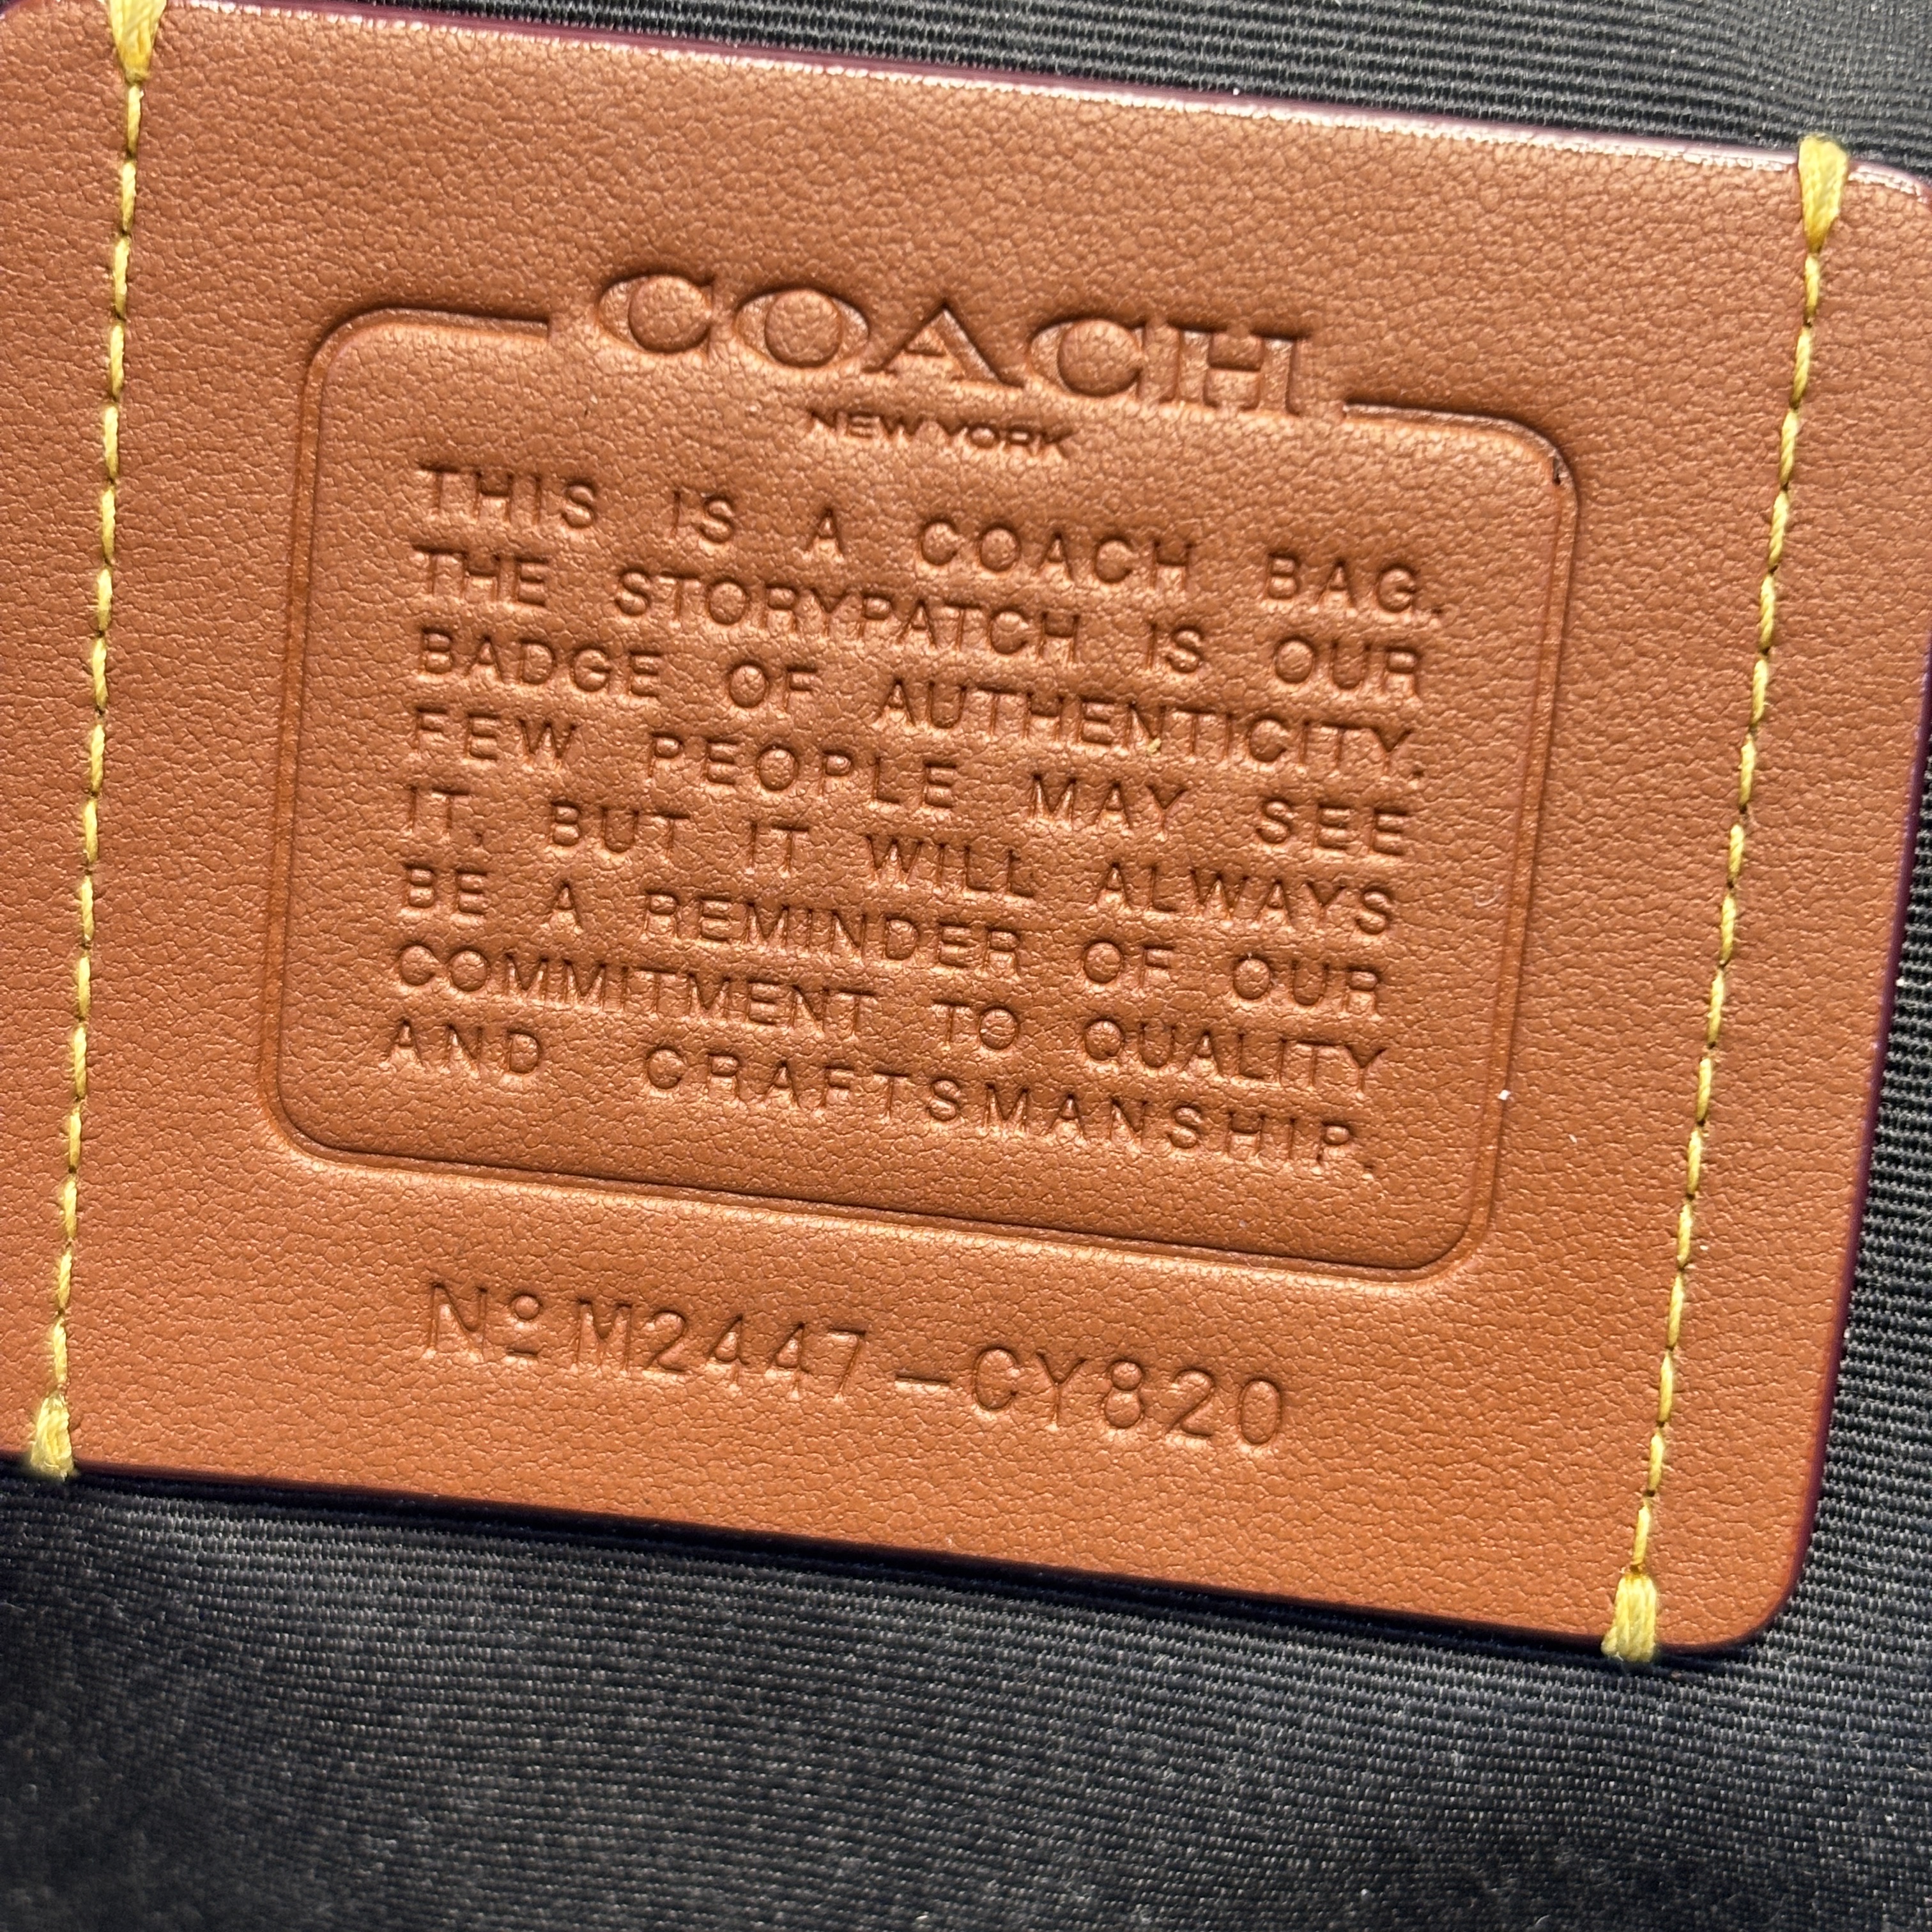 COACH
NEW YORK
THIS IS A COACH BAG.
THE STORYPATCH IS OUR
BADGE OF AUTHENTICITY.
FEW PEOPLE MAY SEE
IT, BUT IT WILL ALWAYS
BE A REMINDER OF OUR
COMMITMENT TO QUALITY
AND CRAFTSMANSHIP.
Nº M2447-CY820